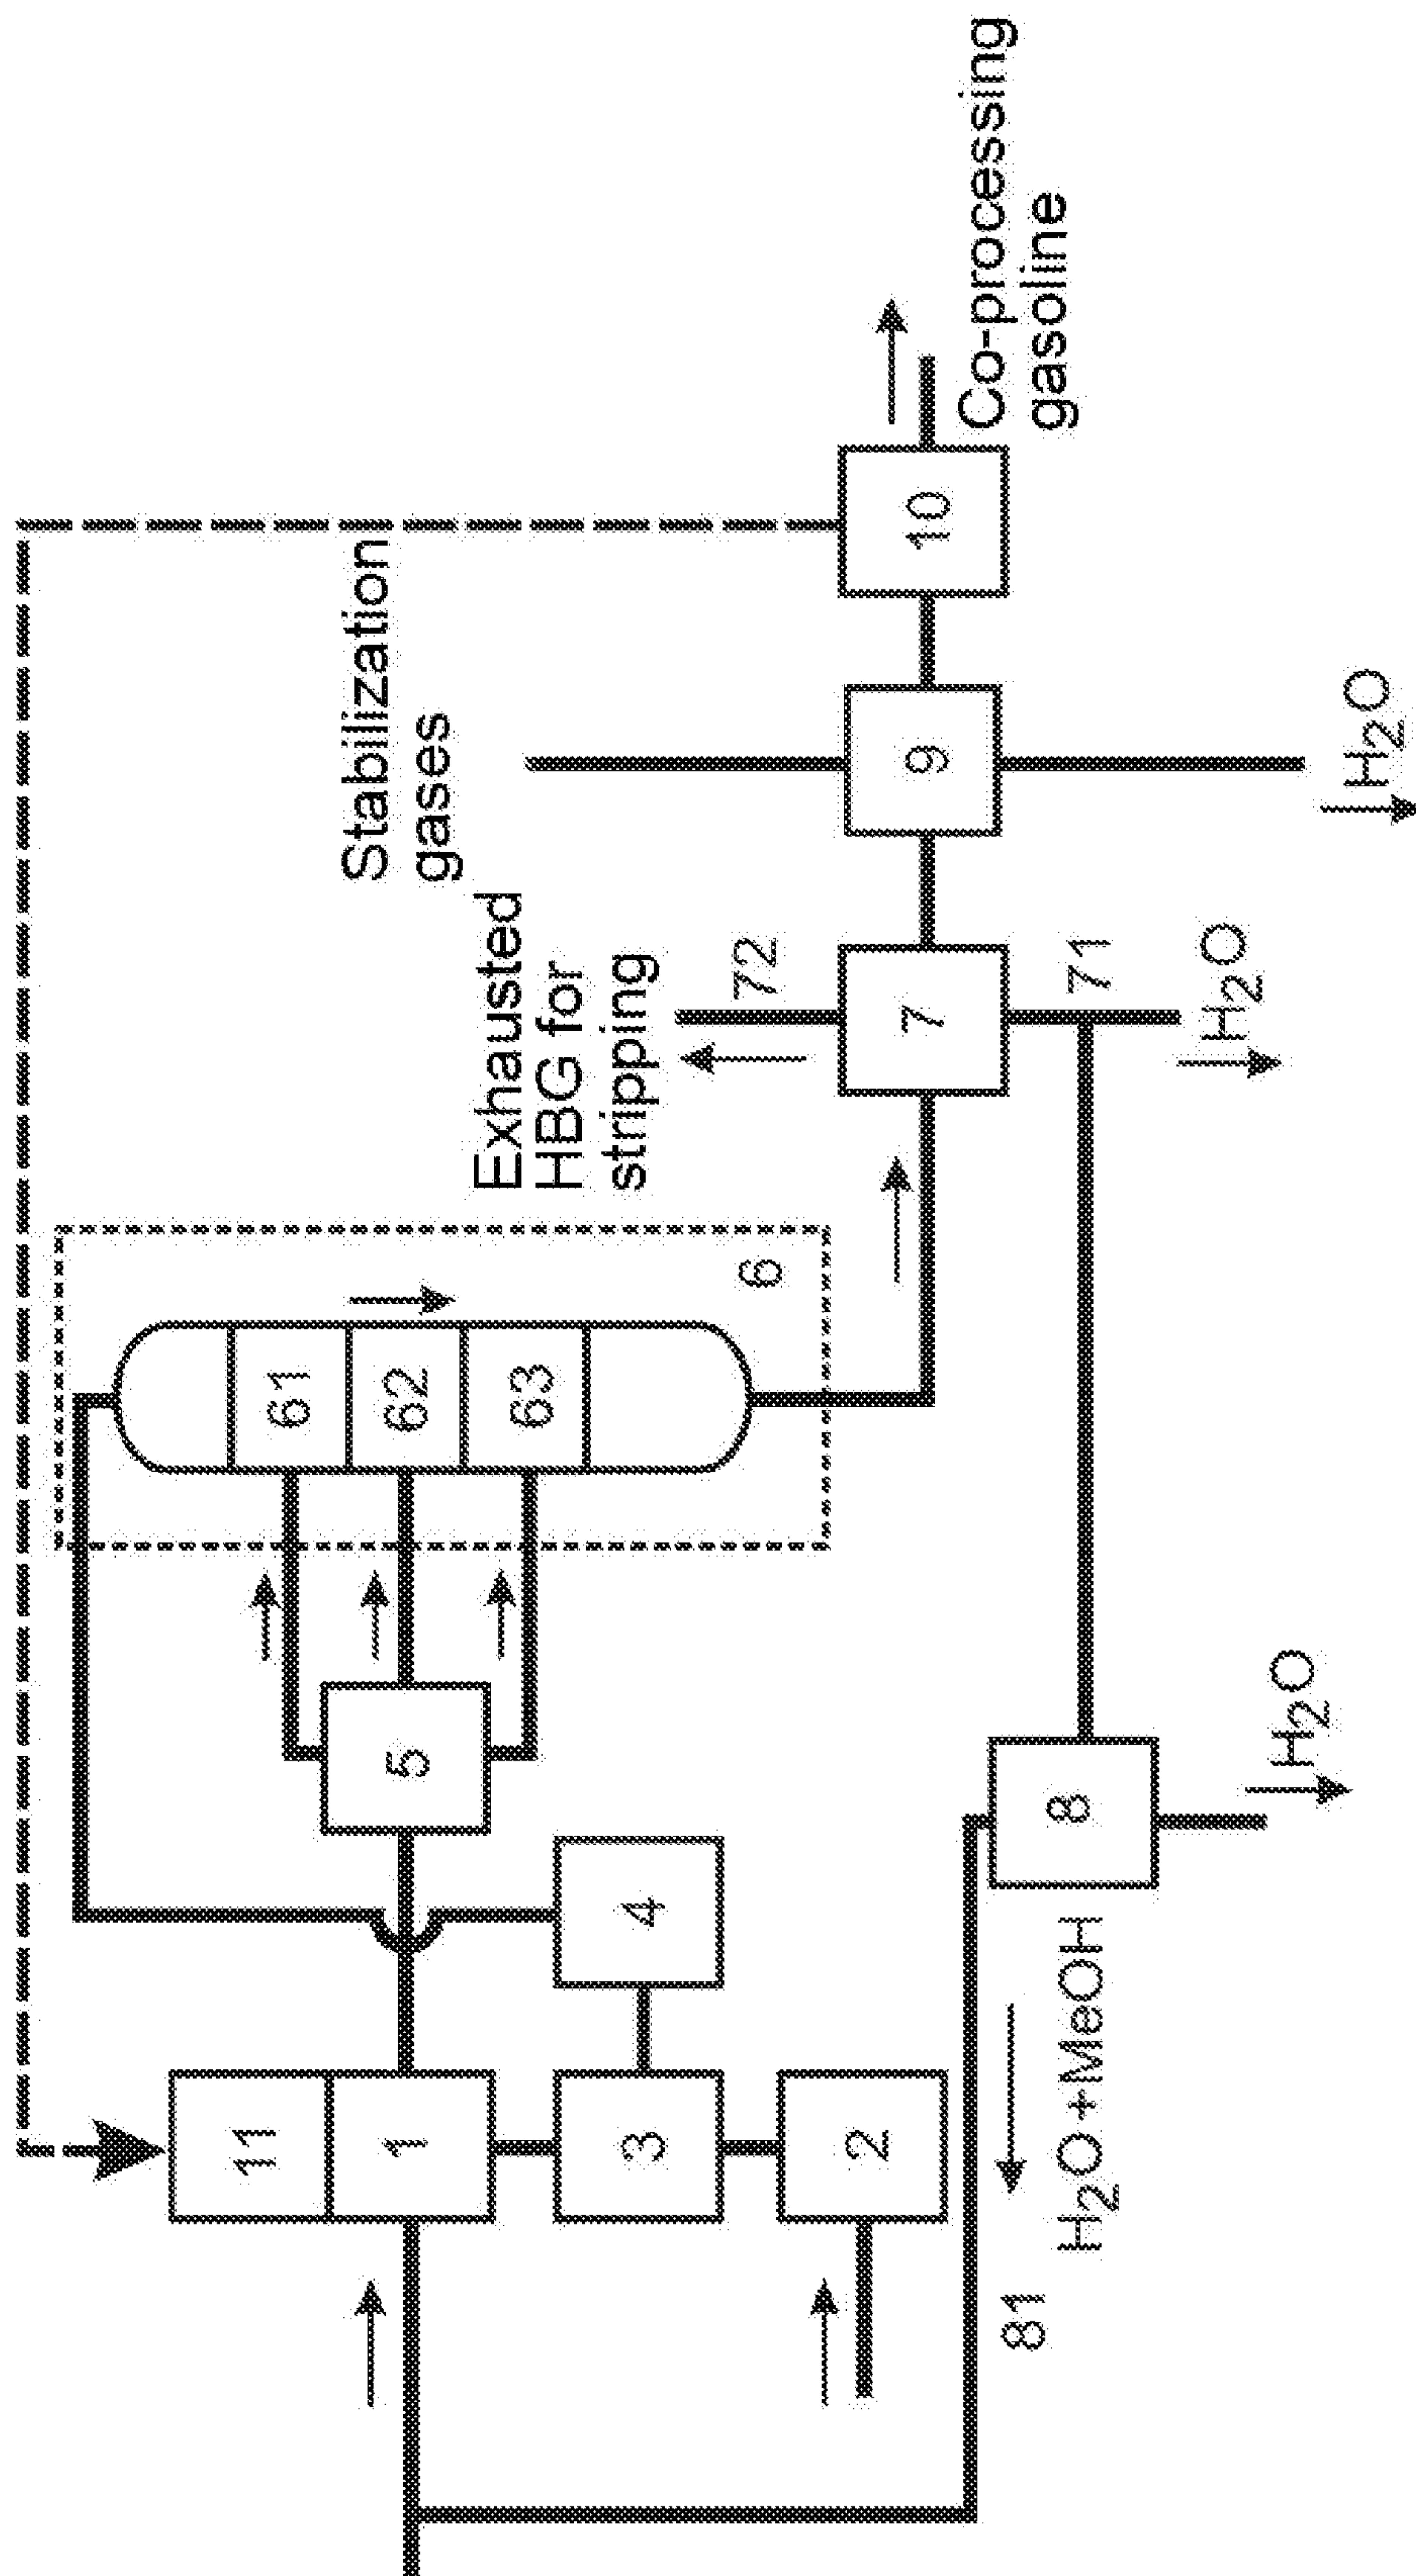 Stabilization
gases
Exhausted
HBG for
stripping
72
61
62
63
6
5
11
1
4
3
2
7
9
10
Co-processing
gasoline
71
H₂O
H₂O
8
H₂O
81
H₂O+MeOH